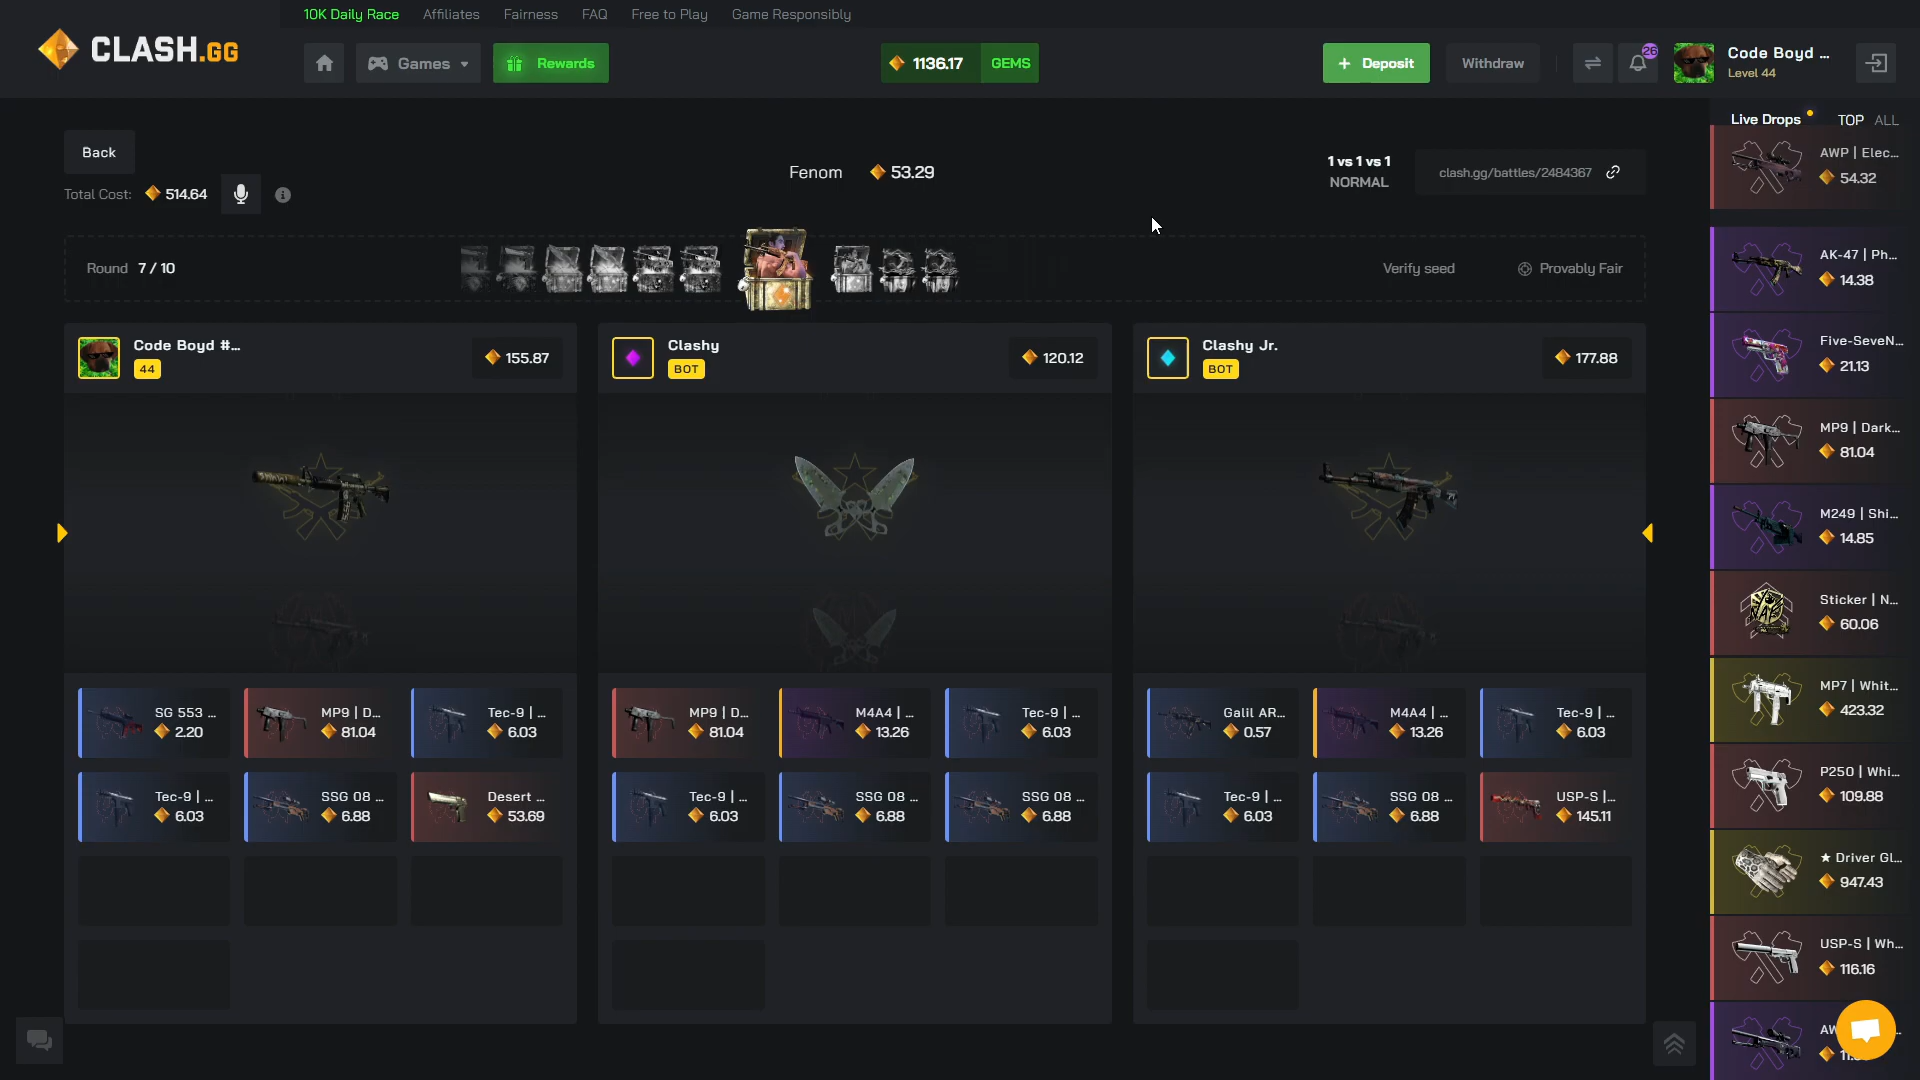 10K Daily Race Affiliates Fairness FAQ Free to Play Game Responsibly
CLASH.GG
Games
Rewards
1136.17 GEMS
Deposit
Withdraw
26
Code Boyd ...
Level 44
Back
Total Cost: 514.64
Fenom 53.29
1 vs 1 vs 1
NORMAL
clash.gg/battles/2484367
Round 7 / 10
Verify seed
Provably Fair
Code Boyd #...
44
155.87
Clashy
BOT
120.12
Clashy Jr.
BOT
177.88
SG 553 ...
2.20
MP9 | D...
81.04
Tec-9 | ...
6.03
Tec-9 | ...
6.03
SSG 08 ...
6.88
Desert ...
53.69
MP9 | D...
81.04
M4A4 | ...
13.26
Tec-9 | ...
6.03
Tec-9 | ...
6.03
SSG 08 ...
6.88
SSG 08 ...
6.88
Galil AR...
0.57
M4A4 | ...
13.26
Tec-9 | ...
6.03
Tec-9 | ...
6.03
SSG 08 ...
6.88
USP-S |...
145.11
Live Drops TOP ALL
AWP | Elec...
54.32
AK-47 | Ph...
14.38
Five-SeveN...
21.13
MP9 | Dark...
81.04
M249 | Shi...
14.85
Sticker | N...
60.06
MP7 | Whit...
423.32
P250 | Whi...
109.88
★ Driver Gl...
947.43
USP-S | Wh...
116.16